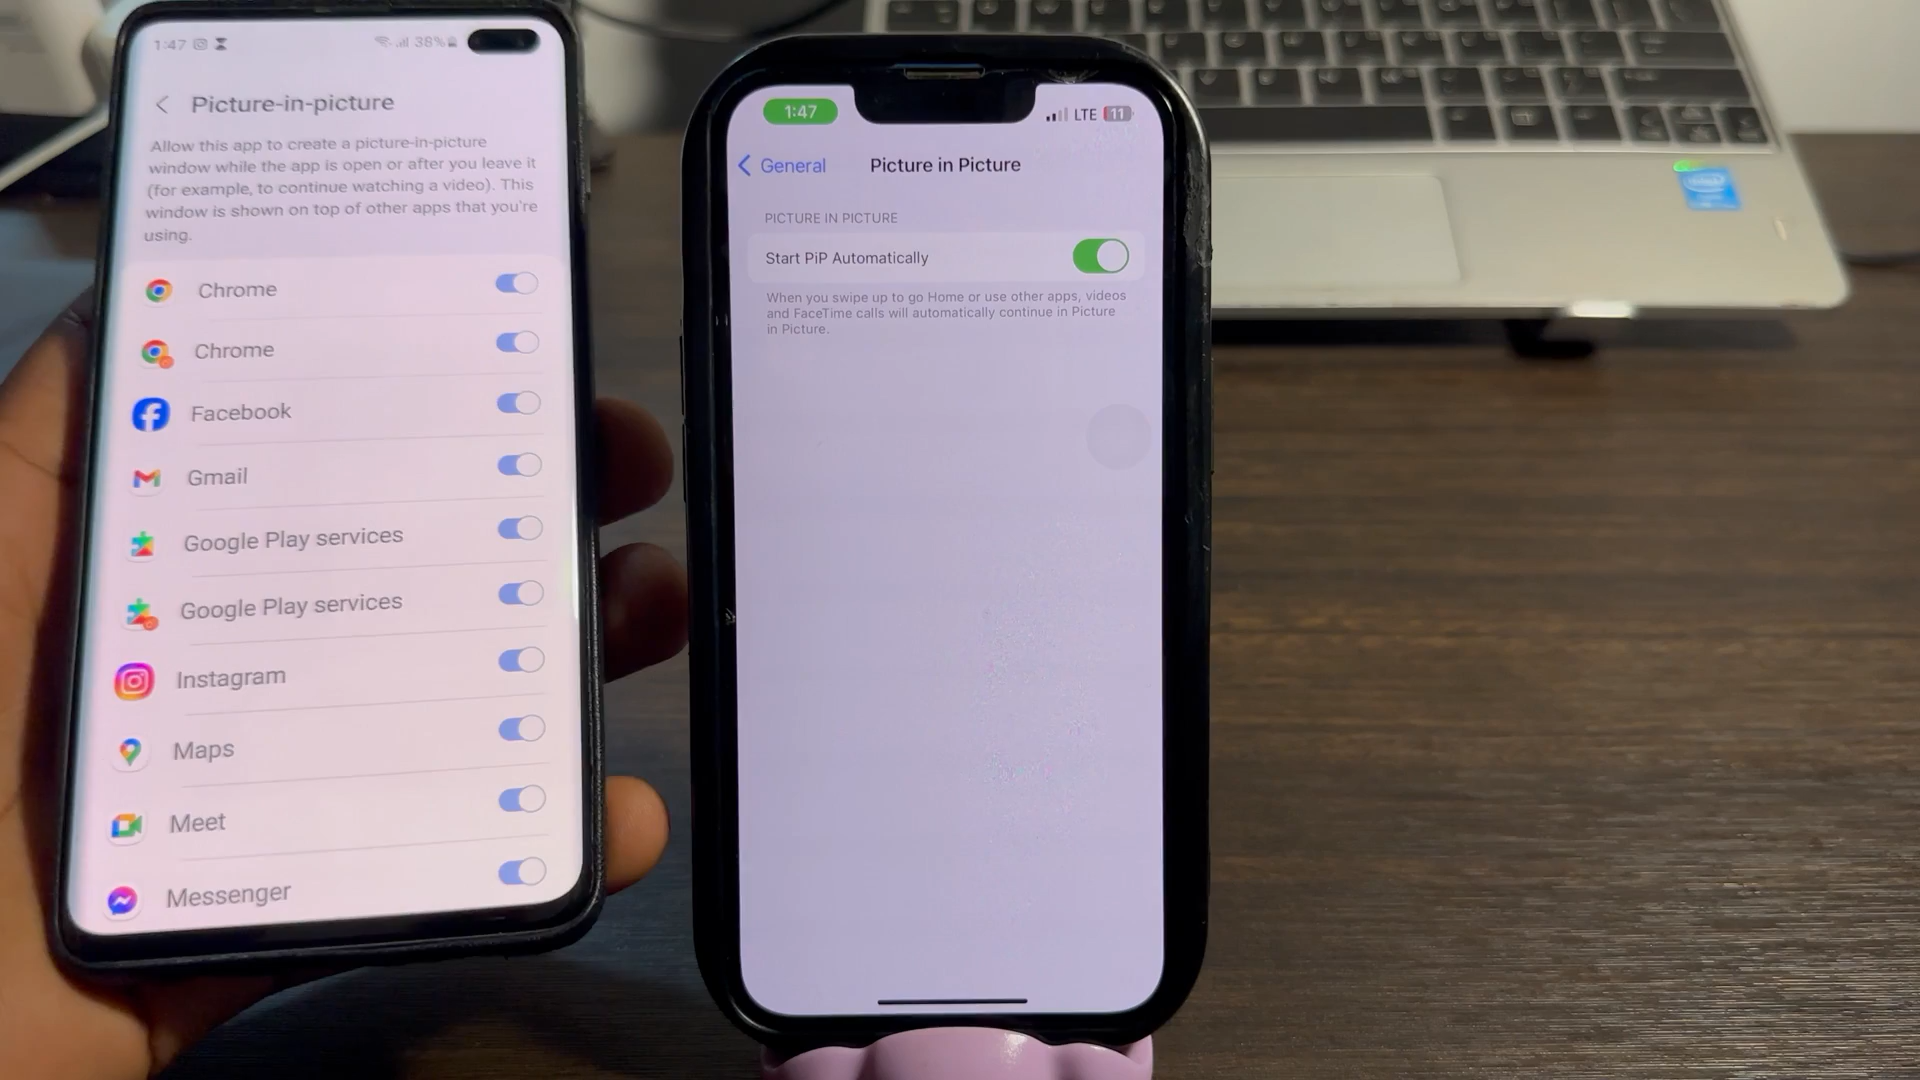 1:47
38%
Picture-in-picture
Allow this app to create a picture-in-picture
window while the app is open or after you leave it
(for example, to continue watching a video). This
window is shown on top of other apps that you're
using.
Chrome
Chrome
Facebook
Gmail
Google Play services
Google Play services
Instagram
Maps
Meet
Messenger
1:47
LTE 11
General
Picture in Picture
PICTURE IN PICTURE
Start PiP Automatically
When you swipe up to go Home or use other apps, videos
and FaceTime calls will automatically continue in Picture
in Picture.